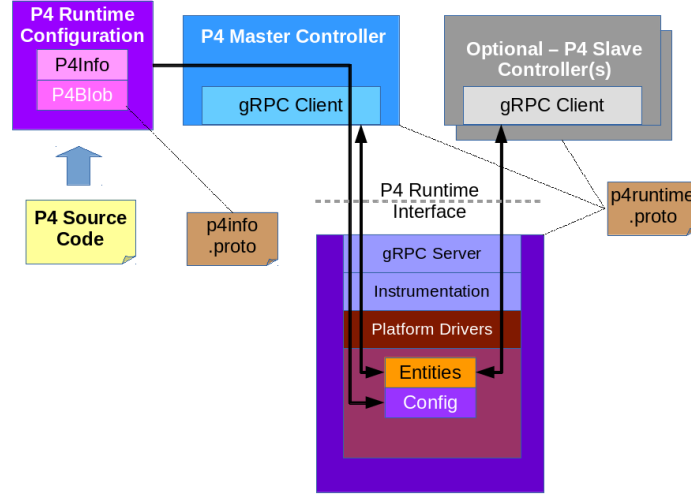 P4 Runtime
Configuration
P4Info
P4Blob
P4 Master Controller
gRPC Client
Optional – P4 Slave
Controller(s)
gRPC Client
P4 Source
Code
p4info
.proto
P4 Runtime
Interface
p4runtime
.proto
gRPC Server
Instrumentation
Platform Drivers
Entities
Config